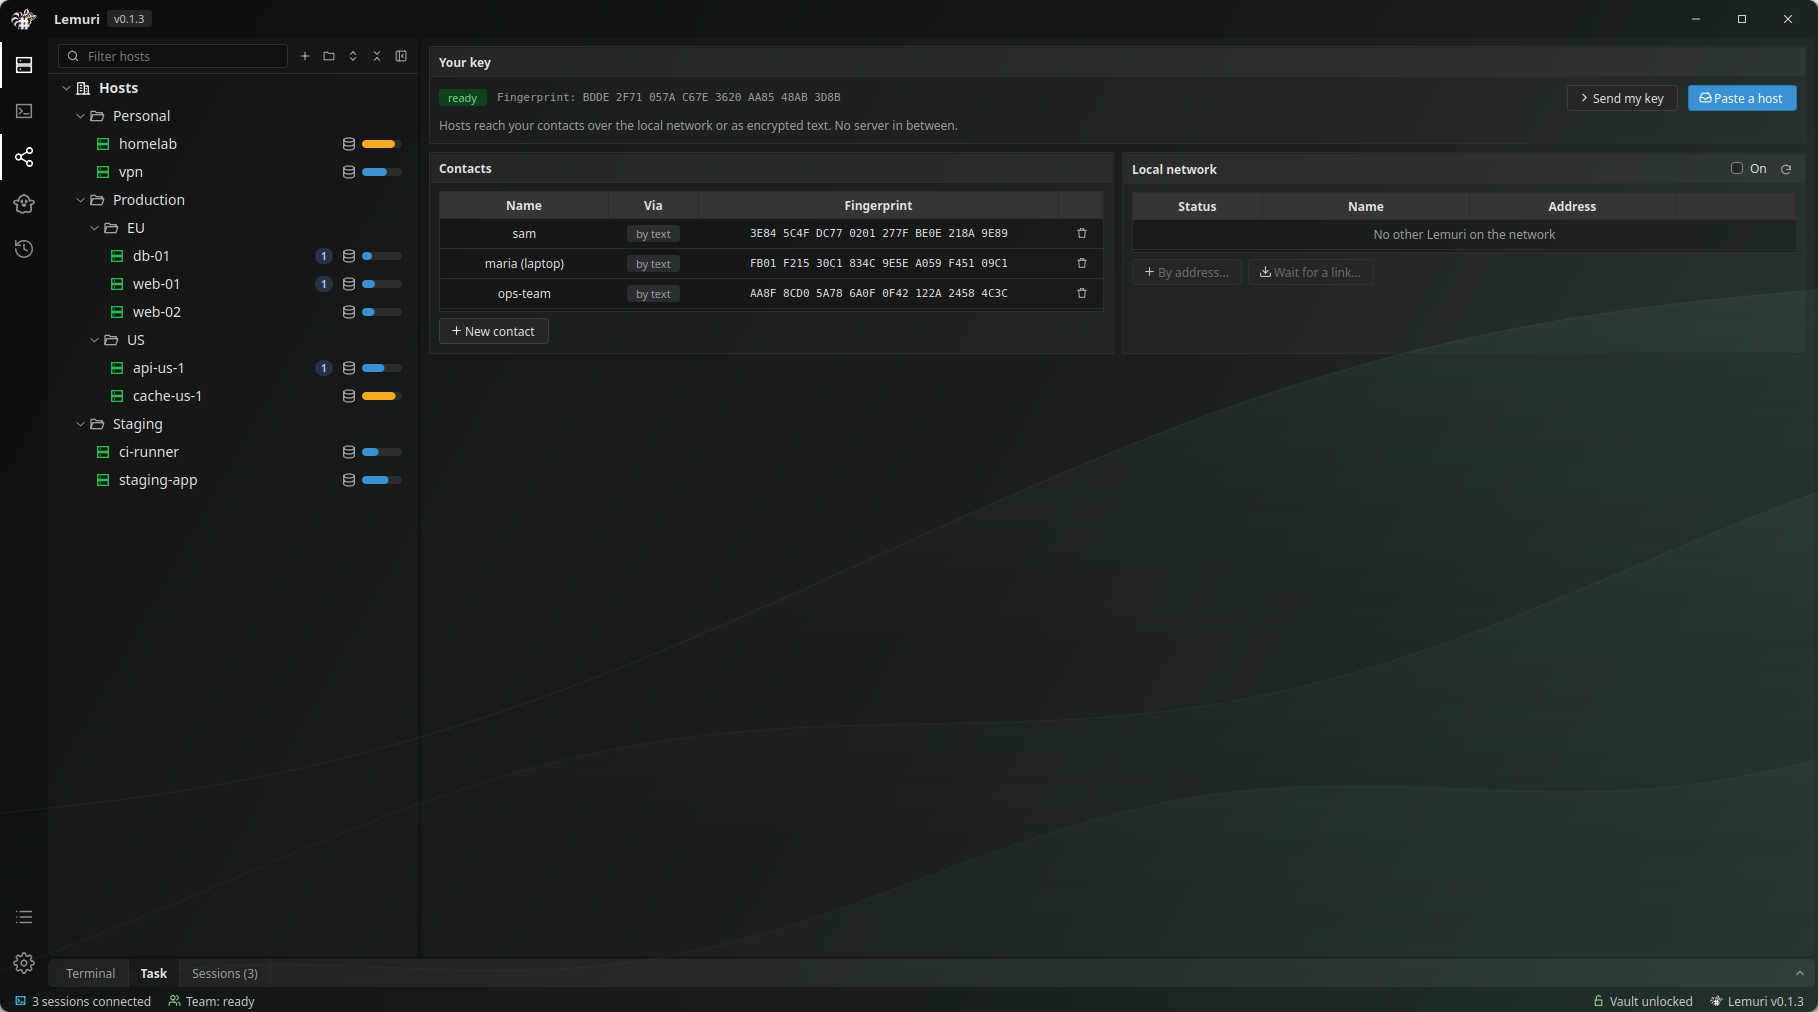 Lemuri v0.1.3
Filter hosts
Hosts
Personal
homelab
vpn
Production
EU
db-01 1
web-01 1
web-02
US
api-us-1 1
cache-us-1
Staging
ci-runner
staging-app
Your key
ready Fingerprint: BDDE 2F71 057A C67E 3620 AA85 48AB 3D8B
Send my key
Paste a host
Hosts reach your contacts over the local network or as encrypted text. No server in between.
Contacts
Name Via Fingerprint
sam by text 3E84 5C4F DC77 0201 277F BE0E 218A 9E89
maria (laptop) by text FB01 F215 30C1 834C 9E5E A059 F451 09C1
ops-team by text AA8F 8CD0 5A78 6A0F 0F42 122A 2458 4C3C
+ New contact
Local network On
Status Name Address
No other Lemuri on the network
+ By address... Wait for a link...
Terminal Task Sessions (3)
3 sessions connected Team: ready Vault unlocked Lemuri v0.1.3